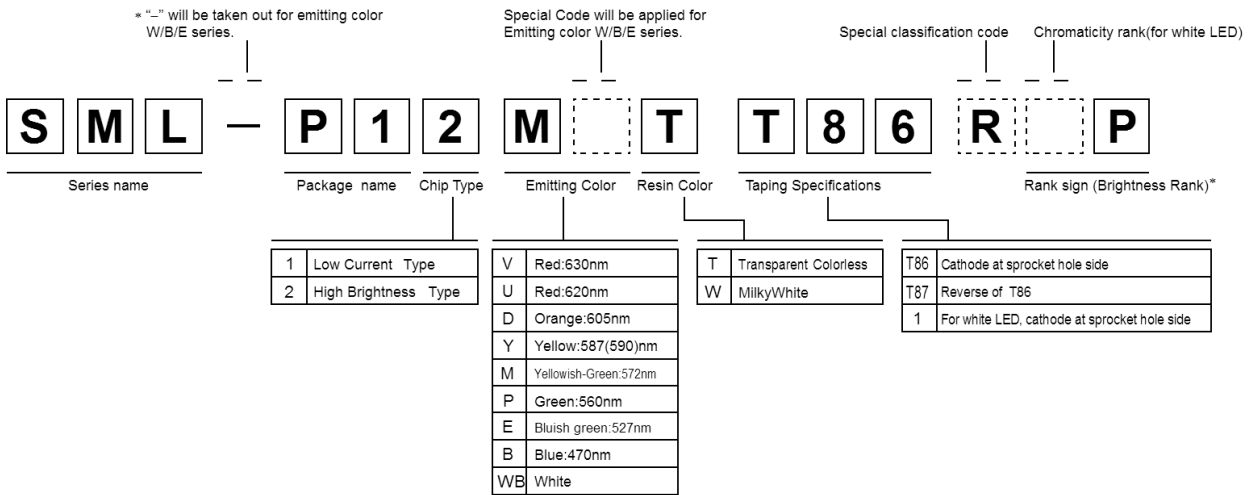 * “–” will be taken out for emitting color
W/B/E series.
Special Code will be applied for
Emitting color W/B/E series.
Special classification code
Chromaticity rank(for white LED)
S M L – P 1 2 M T T 8 6 R P
Series name
Package name
Chip Type
Emitting Color
Resin Color
Taping Specifications
Rank sign (Brightness Rank)*
1 Low Current Type
2 High Brightness Type
V Red:630nm
U Red:620nm
D Orange:605nm
Y Yellow:587(590)nm
M Yellowish-Green:572nm
P Green:560nm
E Bluish green:527nm
B Blue:470nm
WB White
T Transparent Colorless
W MilkyWhite
T86 Cathode at sprocket hole side
T87 Reverse of T86
1 For white LED, cathode at sprocket hole side